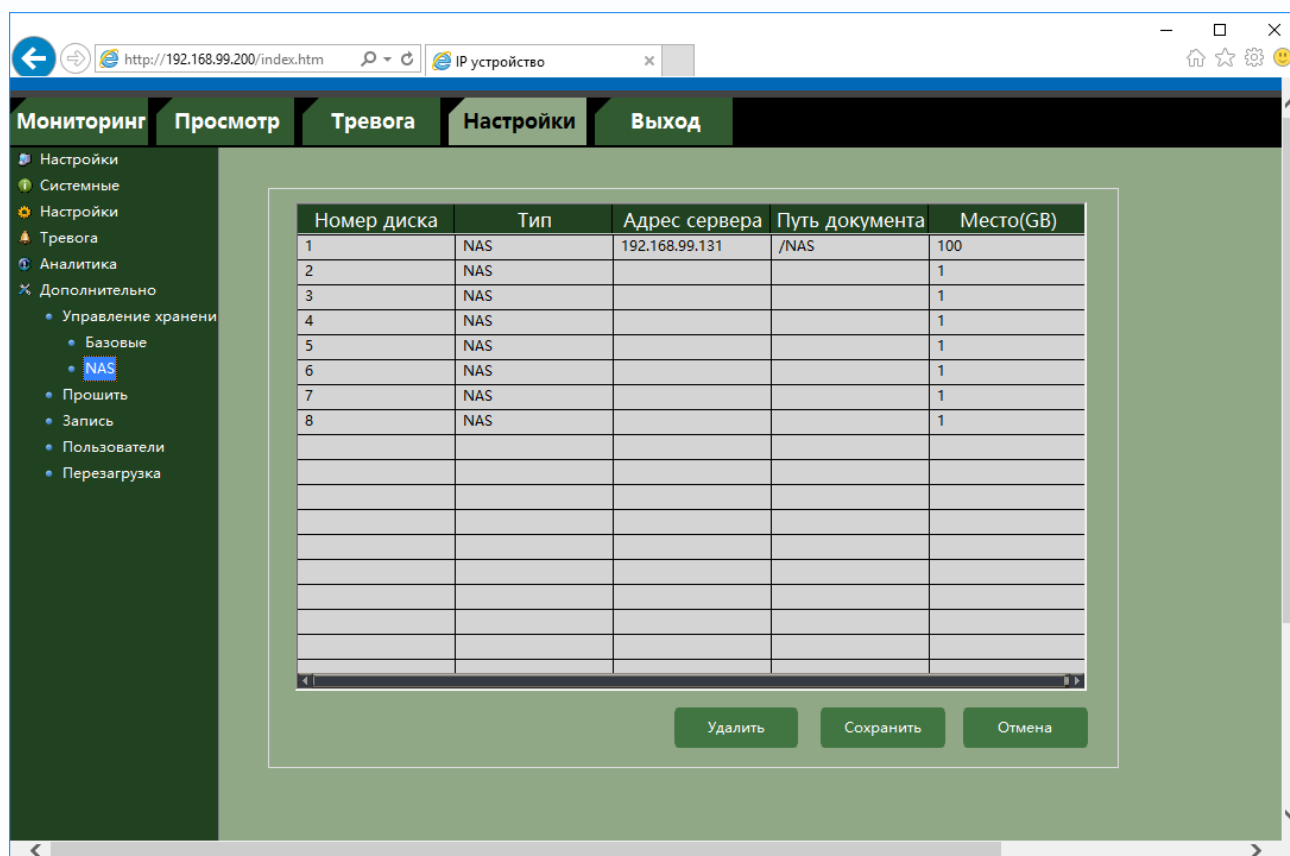 http://192.168.99.200/index.htm
IP устройство
Мониторинг Просмотр Тревога Настройки Выход
Настройки
Системные
Настройки
Тревога
Аналитика
Дополнительно
Управление хранени
Базовые
NAS
Прошить
Запись
Пользователи
Перезагрузка
Номер диска Тип Адрес сервера Путь документа Место(GB)
1 NAS 192.168.99.131 /NAS 100
2 NAS 1
3 NAS 1
4 NAS 1
5 NAS 1
6 NAS 1
7 NAS 1
8 NAS 1
Удалить Сохранить Отмена